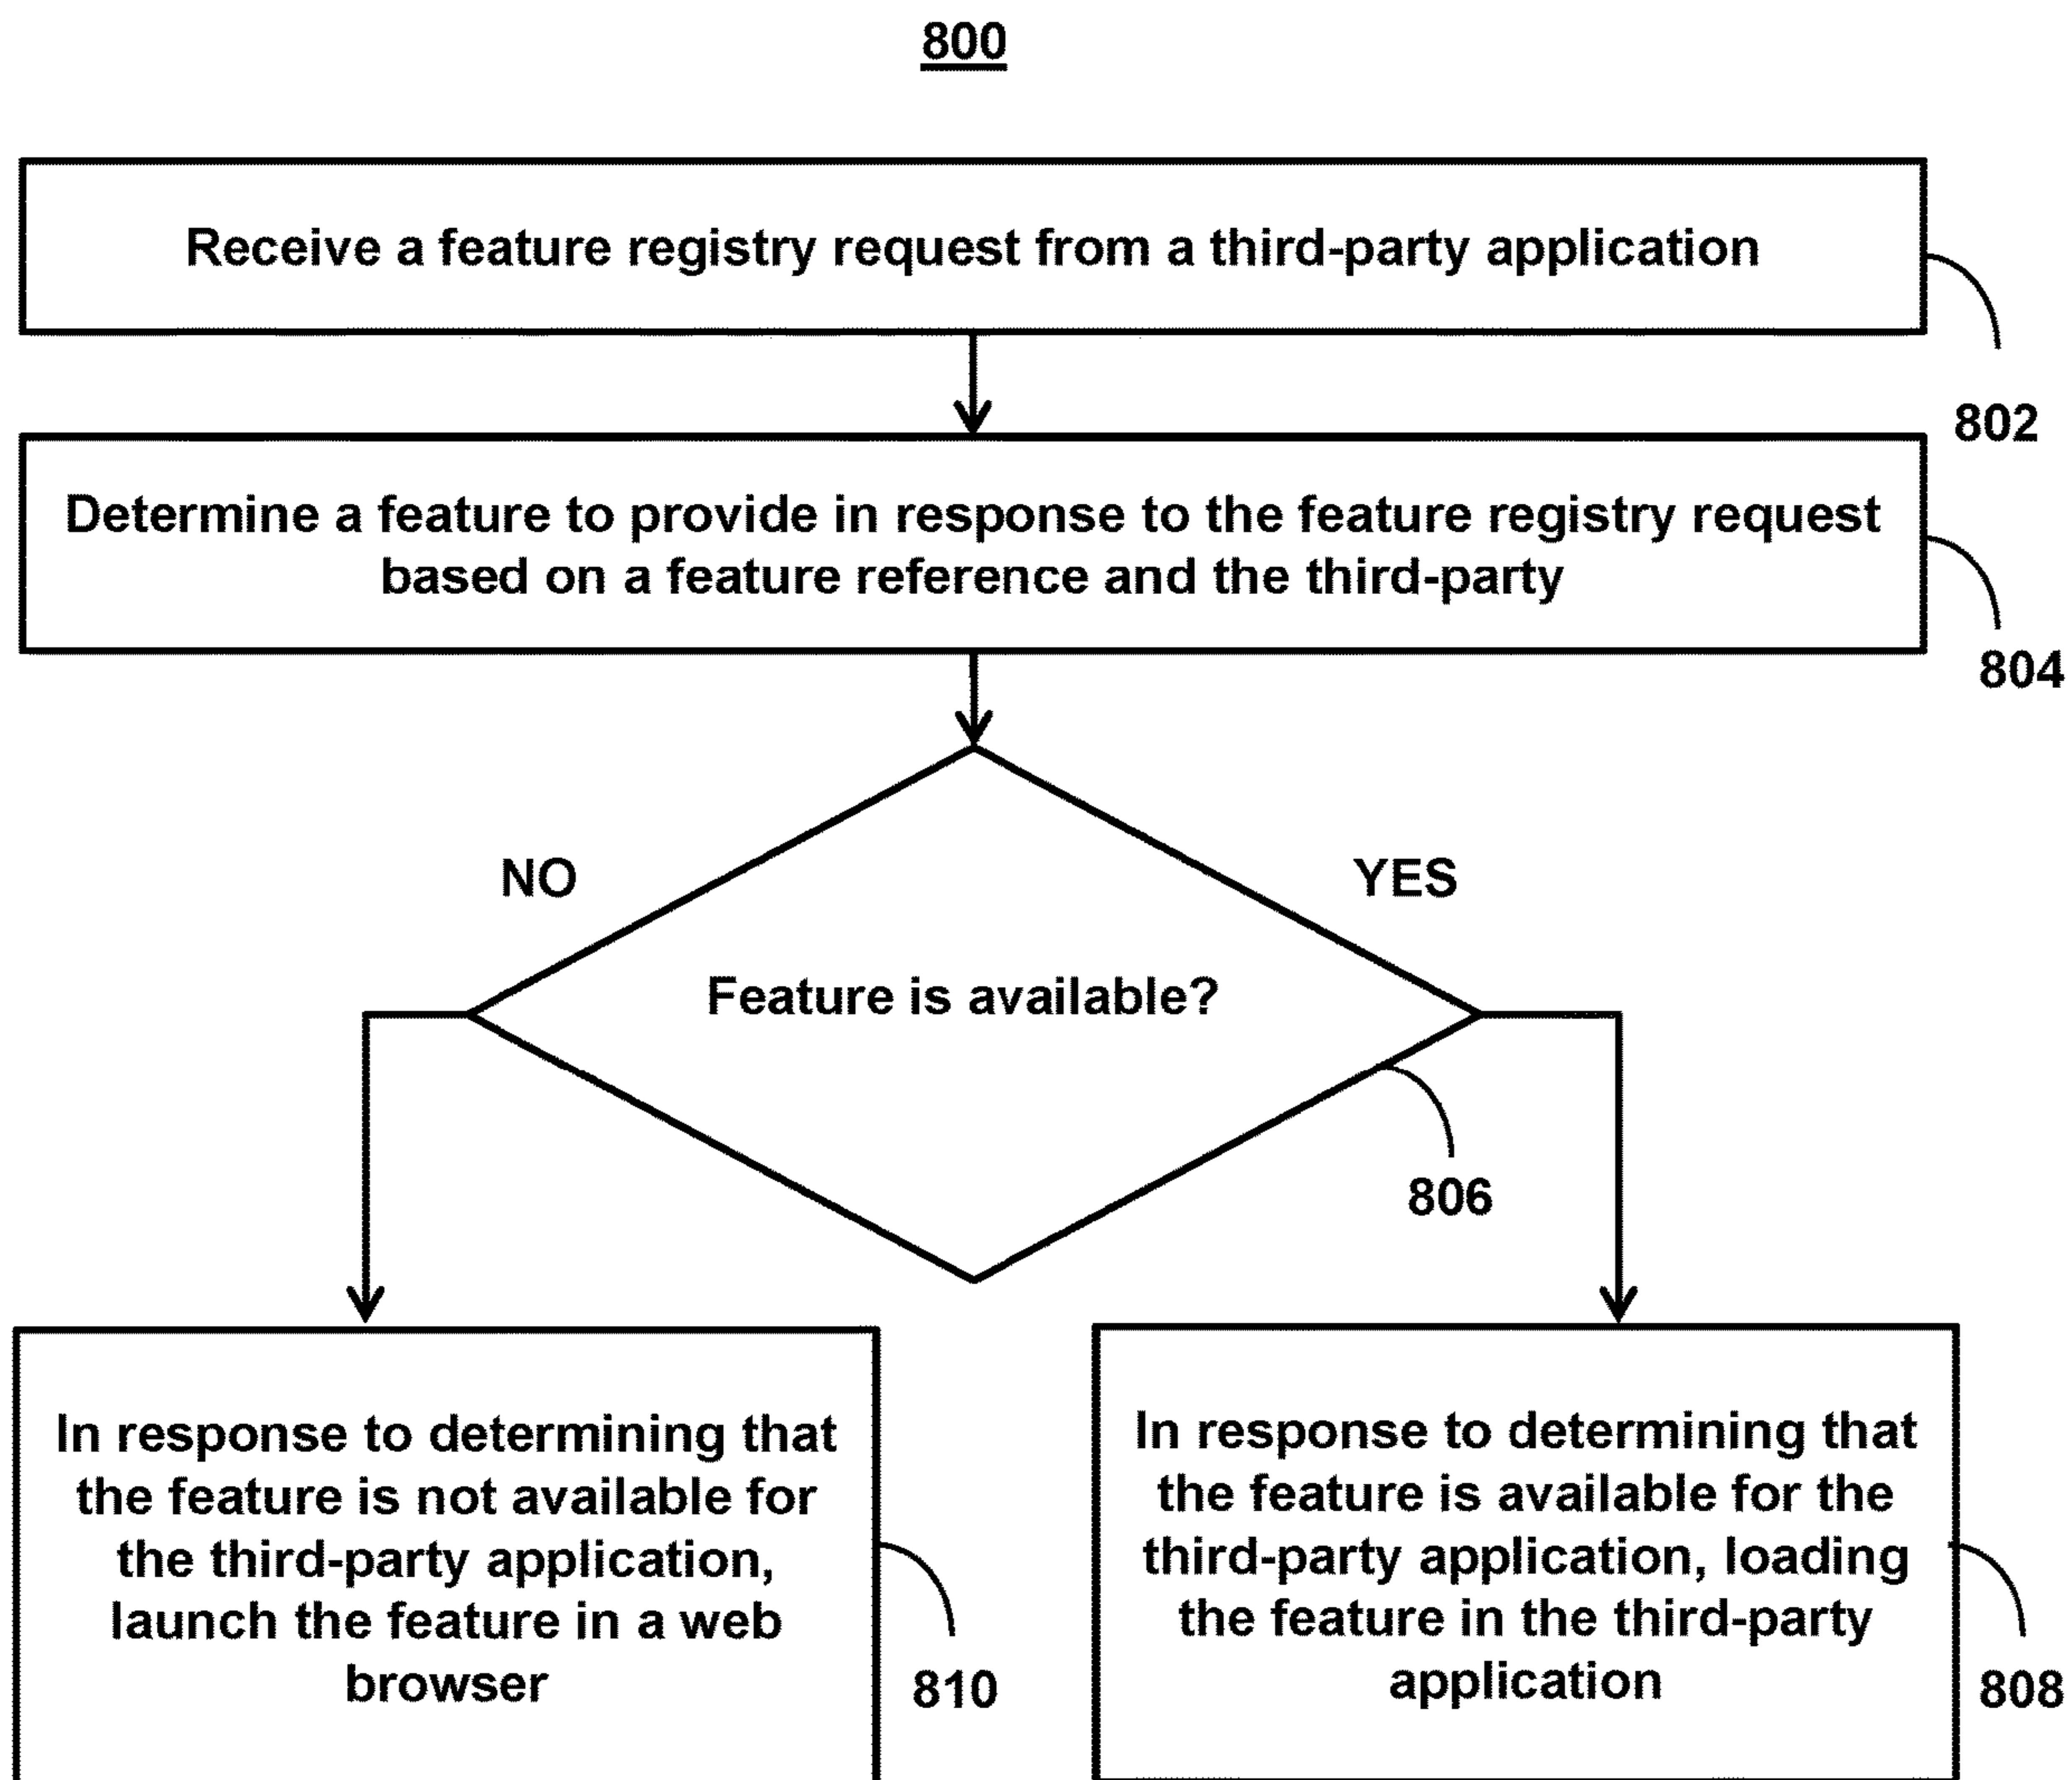 800
Receive a feature registry request from a third-party application
802
Determine a feature to provide in response to the feature registry request
based on a feature reference and the third-party
804
NO
YES
Feature is available?
806
In response to determining that
the feature is not available for
the third-party application,
launch the feature in a web
browser
810
In response to determining that
the feature is available for the
third-party application, loading
the feature in the third-party
application
808